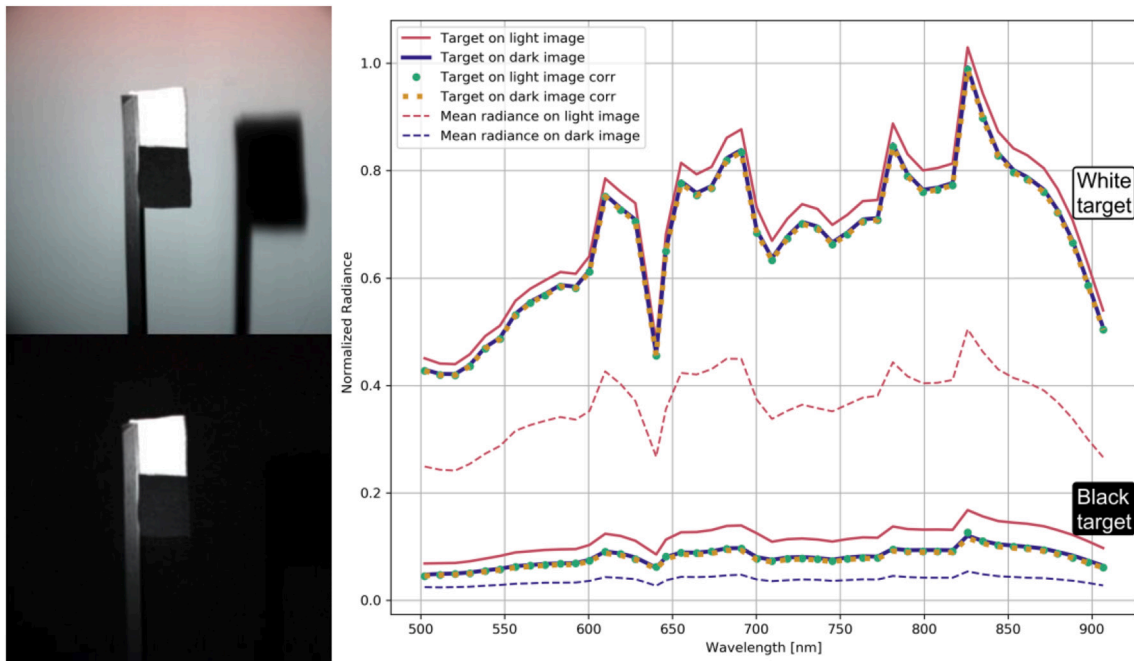 Target on light image
Target on dark image
Target on light image corr
Target on dark image corr
Mean radiance on light image
Mean radiance on dark image
White
target
Black
target
Normalized Radiance
1.0
0.8
0.6
0.4
0.2
0.0
500
550
600
650
700
750
800
850
900
Wavelength [nm]